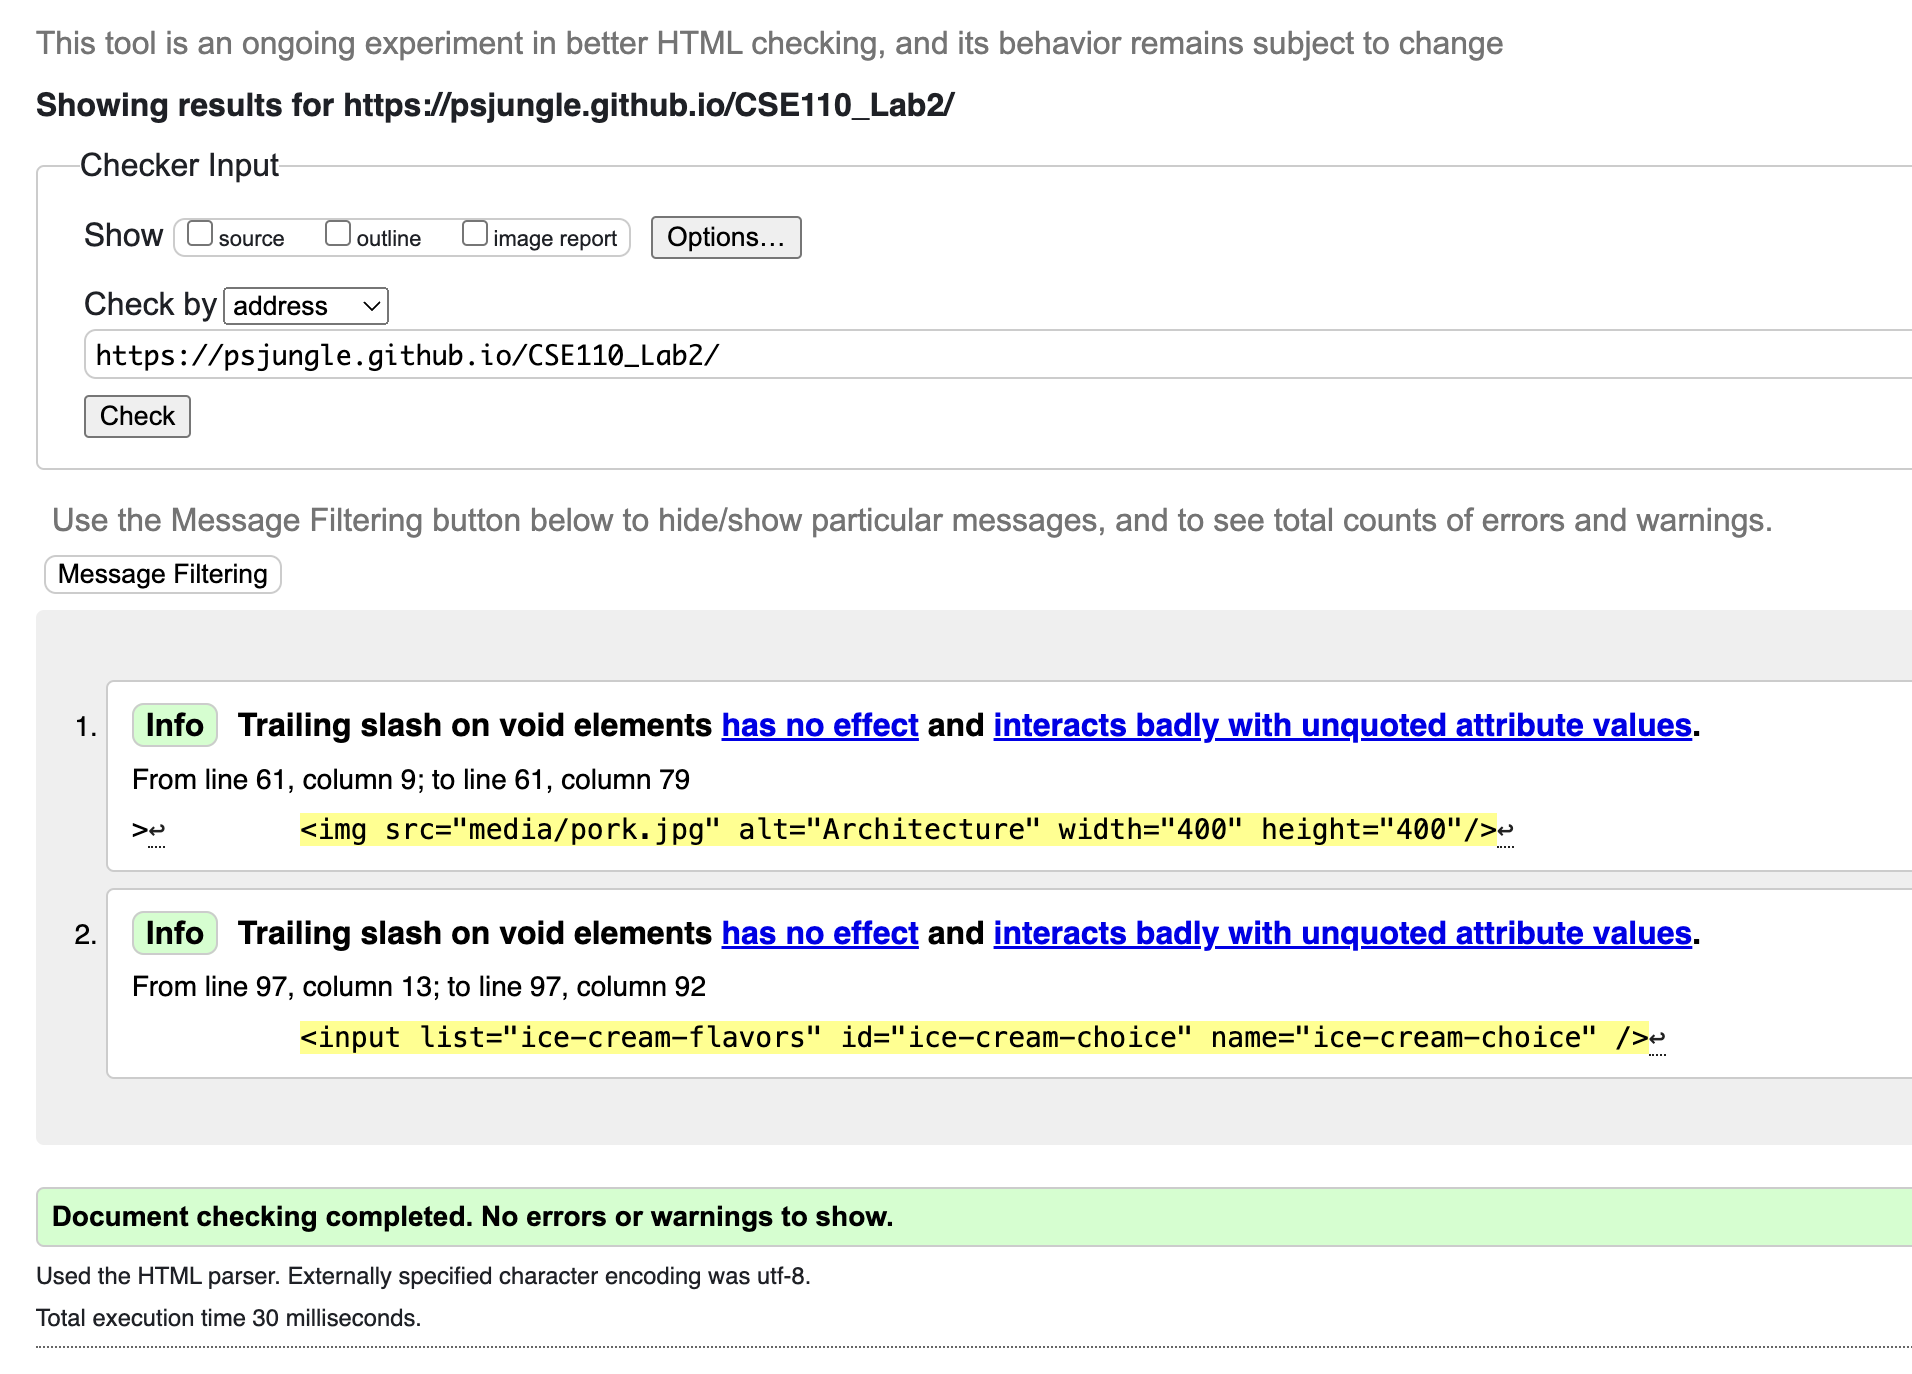 This tool is an ongoing experiment in better HTML checking, and its behavior remains subject to change
Showing results for https://psjungle.github.io/CSE110_Lab2/
Checker Input
Show source outline image report Options…
Check by address
https://psjungle.github.io/CSE110_Lab2/
Check
Use the Message Filtering button below to hide/show particular messages, and to see total counts of errors and warnings.
Message Filtering
1. Info Trailing slash on void elements has no effect and interacts badly with unquoted attribute values.
From line 61, column 9; to line 61, column 79
>↩ <img src="media/pork.jpg" alt="Architecture" width="400" height="400"/>↩
2. Info Trailing slash on void elements has no effect and interacts badly with unquoted attribute values.
From line 97, column 13; to line 97, column 92
<input list="ice-cream-flavors" id="ice-cream-choice" name="ice-cream-choice" />↩
Document checking completed. No errors or warnings to show.
Used the HTML parser. Externally specified character encoding was utf-8.
Total execution time 30 milliseconds.